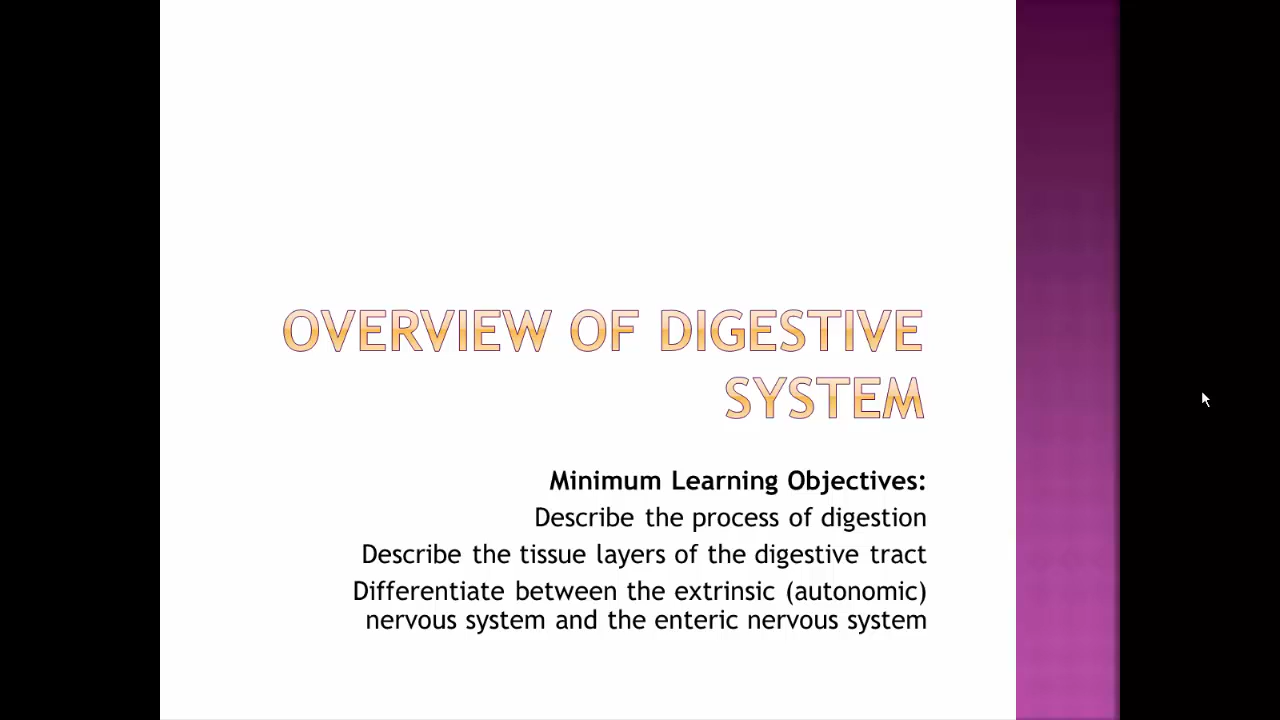 OVERVIEW OF DIGESTIVE
SYSTEM
Minimum Learning Objectives:
Describe the process of digestion
Describe the tissue layers of the digestive tract
Differentiate between the extrinsic (autonomic)
nervous system and the enteric nervous system